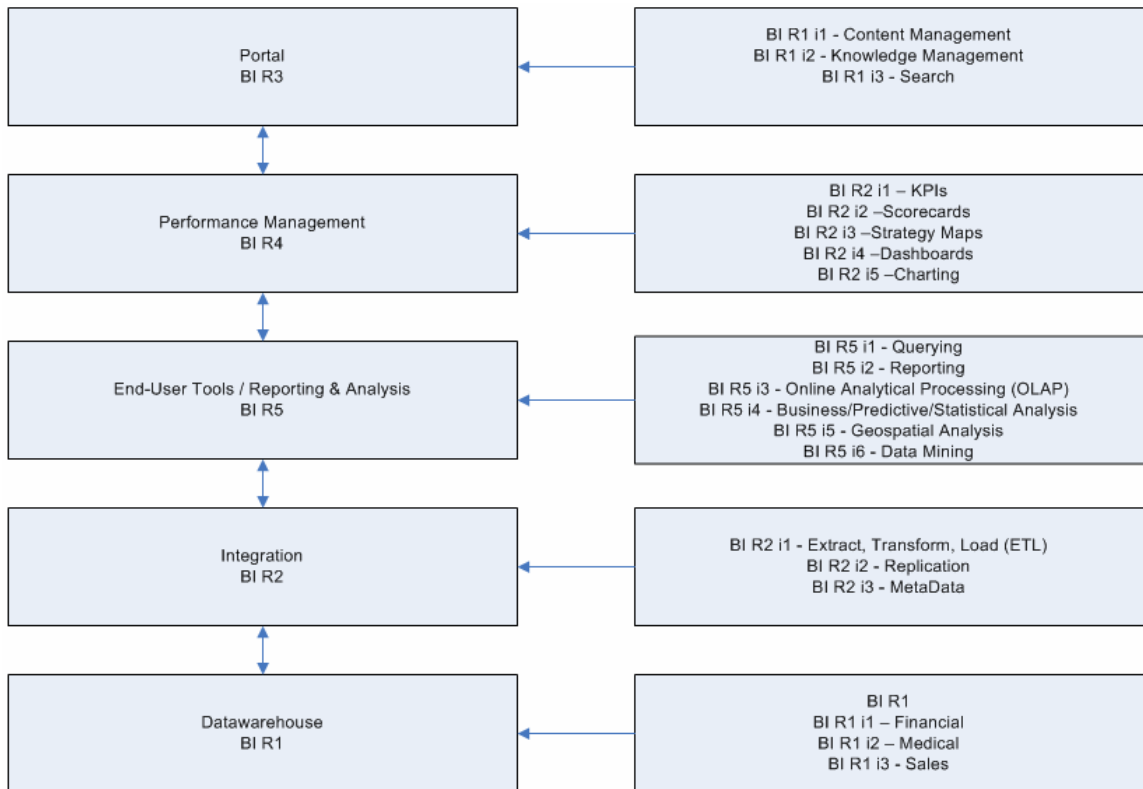 Portal
BI R3
BI R1 i1 - Content Management
BI R1 i2 - Knowledge Management
BI R1 i3 - Search
Performance Management
BI R4
BI R2 i1 – KPIs
BI R2 i2 –Scorecards
BI R2 i3 –Strategy Maps
BI R2 i4 –Dashboards
BI R2 i5 –Charting
End-User Tools / Reporting & Analysis
BI R5
BI R5 i1 - Querying
BI R5 i2 - Reporting
BI R5 i3 - Online Analytical Processing (OLAP)
BI R5 i4 - Business/Predictive/Statistical Analysis
BI R5 i5 - Geospatial Analysis
BI R5 i6 - Data Mining
Integration
BI R2
BI R2 i1 - Extract, Transform, Load (ETL)
BI R2 i2 - Replication
BI R2 i3 - MetaData
Datawarehouse
BI R1
BI R1
BI R1 i1 – Financial
BI R1 i2 – Medical
BI R1 i3 - Sales